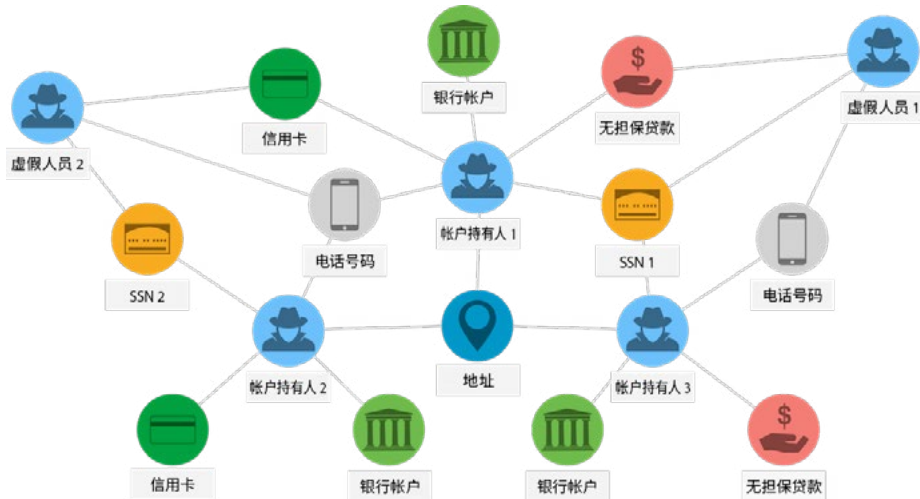 银行帐户
虚假人员 1
信用卡
无担保贷款
虚假人员 2
帐户持有人 1
电话号码
SSN 1
SSN 2
电话号码
地址
帐户持有人 2
帐户持有人 3
信用卡
银行帐户
银行帐户
无担保贷款
$
$